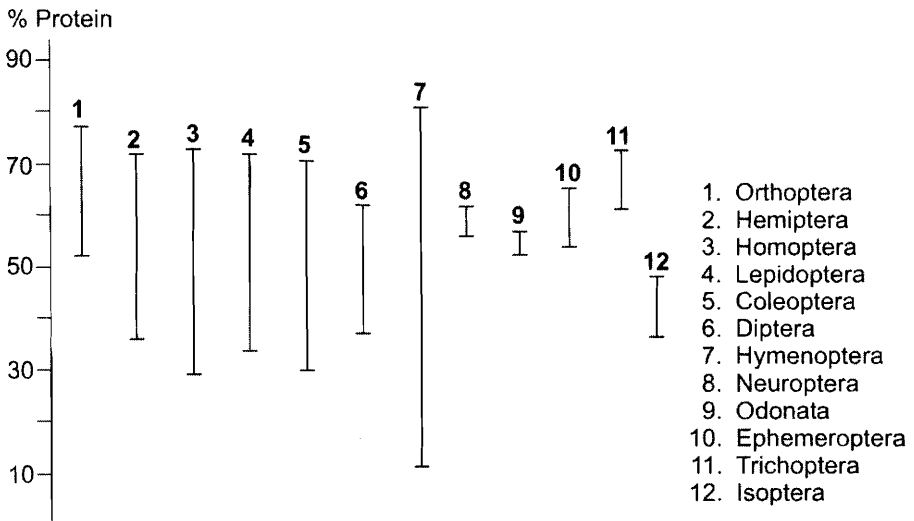 % Protein
90
70
50
30
10
1
2
3
4
5
6
7
8
9
10
11
12
1. Orthoptera
2. Hemiptera
3. Homoptera
4. Lepidoptera
5. Coleoptera
6. Diptera
7. Hymenoptera
8. Neuroptera
9. Odonata
10. Ephemeroptera
11. Trichoptera
12. Isoptera